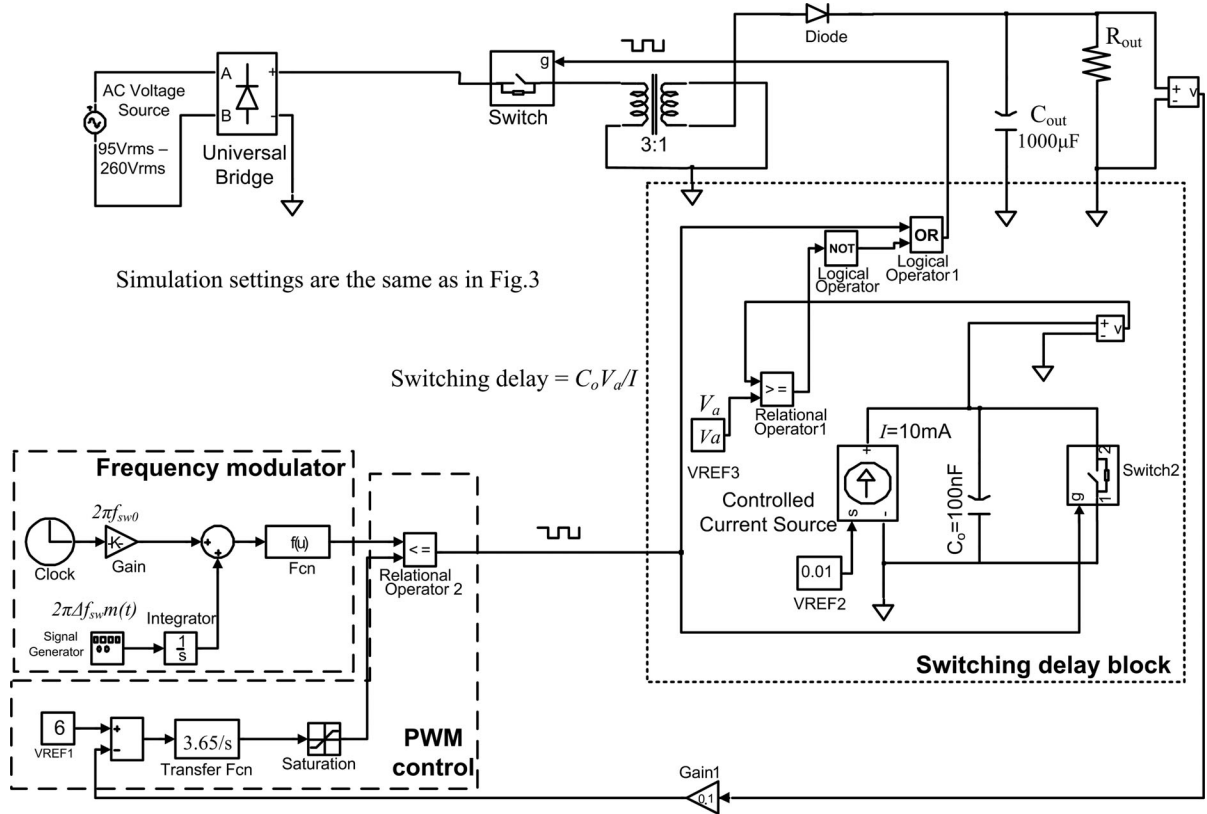 AC Voltage
Source
95Vrms –
260Vrms
A
B
+
-
Universal
Bridge
g
Switch
3:1
Diode
Cout
1000µF
Rout
+
-
v
Simulation settings are the same as in Fig.3
Switching delay = CoVa/I
NOT
Logical
Operator
OR
Logical
Operator1
+
-
v
>=
Relational
Operator1
Va
Va
VREF3
I=10mA
+
s
-
Controlled
Current Source
0.01
VREF2
Co=100nF
g
2
1
Switch2
Switching delay block
Frequency modulator
2πfsw0
Clock
-K-
Gain
+
+
f(u)
Fcn
2πΔfswm(t)
Signal
Generator
Integrator
1
s
<=
Relational
Operator 2
6
VREF1
+
-
3.65/s
Transfer Fcn
Saturation
PWM
control
Gain1
0.1